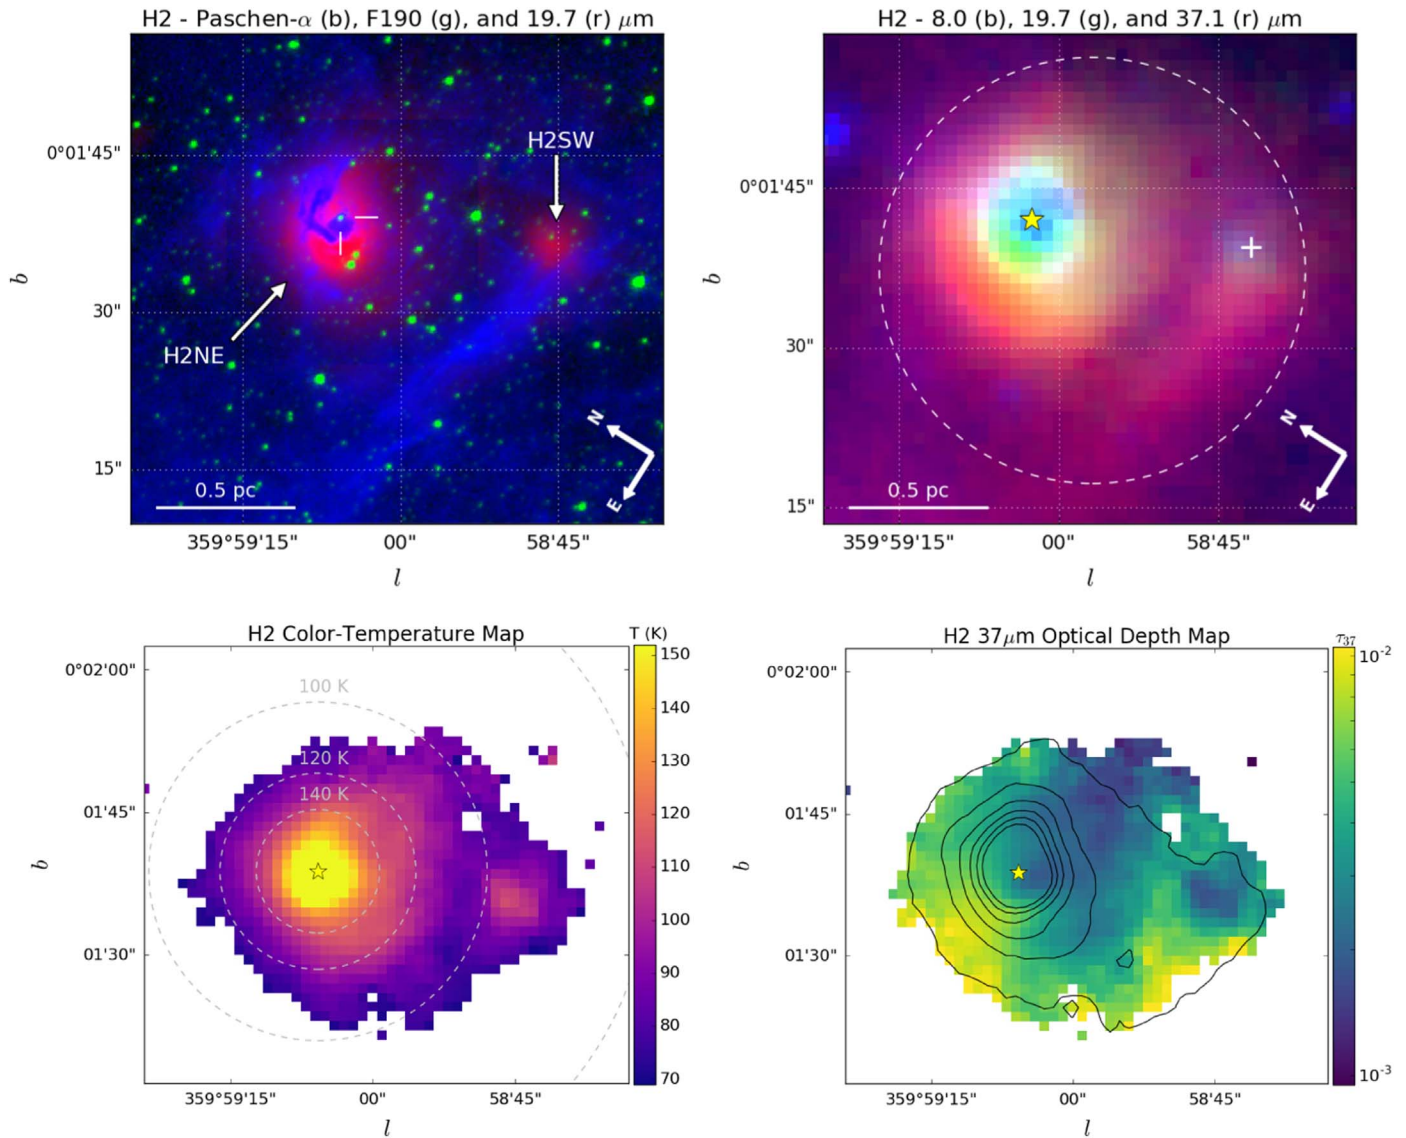 H2 - Paschen-α (b), F190 (g), and 19.7 (r) μm
H2SW
0°01'45"
H2NE
b
30"
15"
0.5 pc
N
E
359°59'15"
00"
58'45"
l
H2 - 8.0 (b), 19.7 (g), and 37.1 (r) μm
0°01'45"
b
30"
15"
0.5 pc
N
E
359°59'15"
00"
58'45"
l
H2 Color-Temperature Map
T (K)
0°02'00"
01'45"
01'30"
b
100 K
120 K
140 K
150
140
130
120
110
100
90
80
70
359°59'15"
00"
58'45"
l
H2 37μm Optical Depth Map
τ37
0°02'00"
01'45"
01'30"
b
10-2
10-3
359°59'15"
00"
58'45"
l